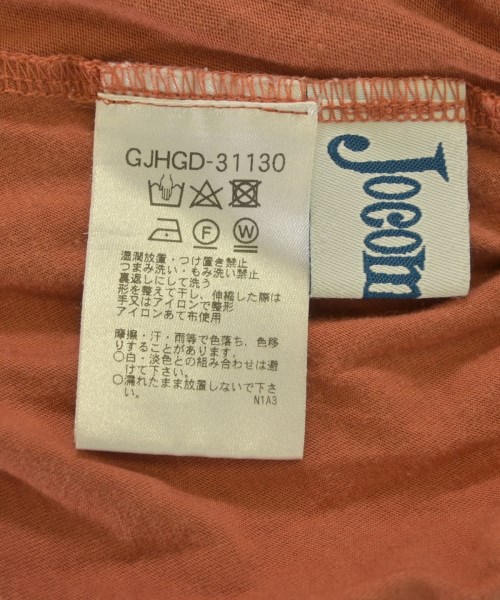 GJHGD-31130
F W
湿潤放置・つけ置き禁止
つまみ洗い・もみ洗い禁止
裏返しにして洗う
形を整えて干し、伸縮した際は
手又はアイロンで整形
アイロンあて布使用
摩擦・汗・雨等で色落ち、色移
りすることがあります。
○白・淡色との組み合わせは避
けて下さい。
○濡れたまま放置しないで下さ
い。
N1A3
Jocom